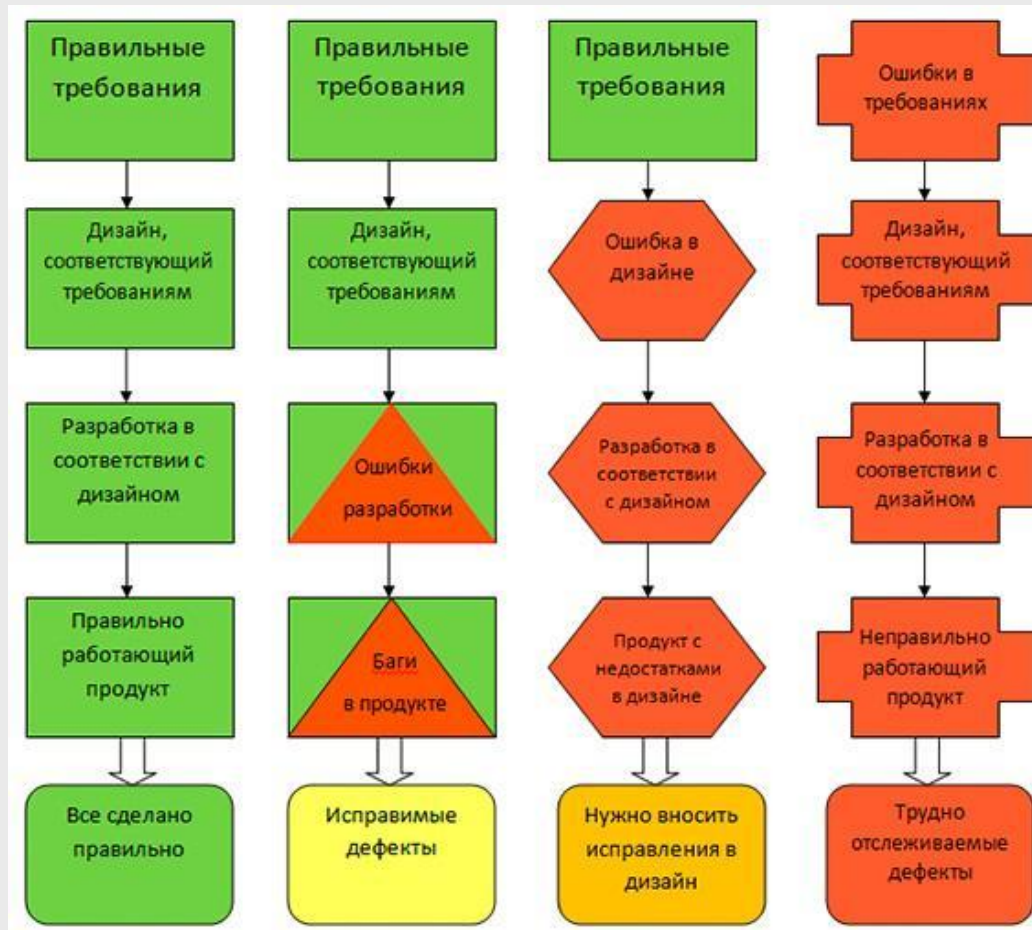 Правильные
требования
Дизайн,
соответствующий
требованиям
Разработка в
соответствии с
дизайном
Правильно
работающий
продукт
Все сделано
правильно
Правильные
требования
Дизайн,
соответствующий
требованиям
Ошибки
разработки
Баги
в продукте
Исправимые
дефекты
Правильные
требования
Ошибка в
дизайне
Разработка в
соответствии
с дизайном
Продукт с
недостатками
в дизайне
Нужно вносить
исправления в
дизайн
Ошибки в
требованиях
Дизайн,
соответствующий
требованиям
Разработка в
соответствии с
дизайном
Неправильно
работающий
продукт
Трудно
отслеживаемые
дефекты